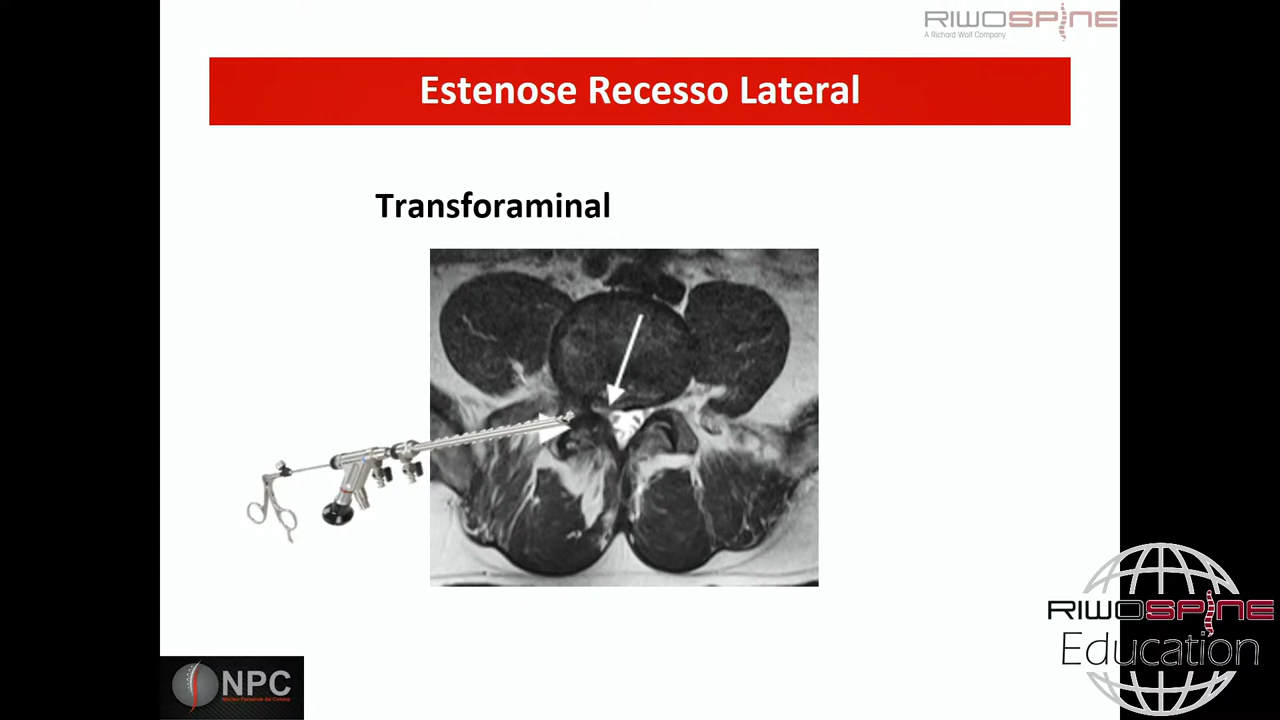 RIWOSPINE
A Richard Wolf Company
Estenose Recesso Lateral
Transforaminal
RIWOSPINE
Education
NPC